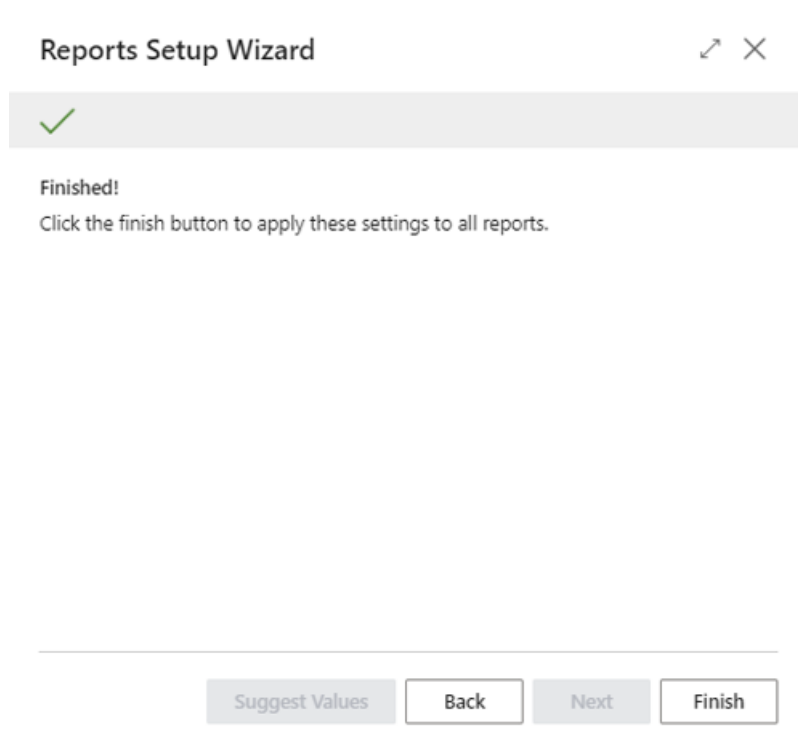 Reports Setup Wizard
Finished!
Click the finish button to apply these settings to all reports.
Suggest Values
Back
Next
Finish